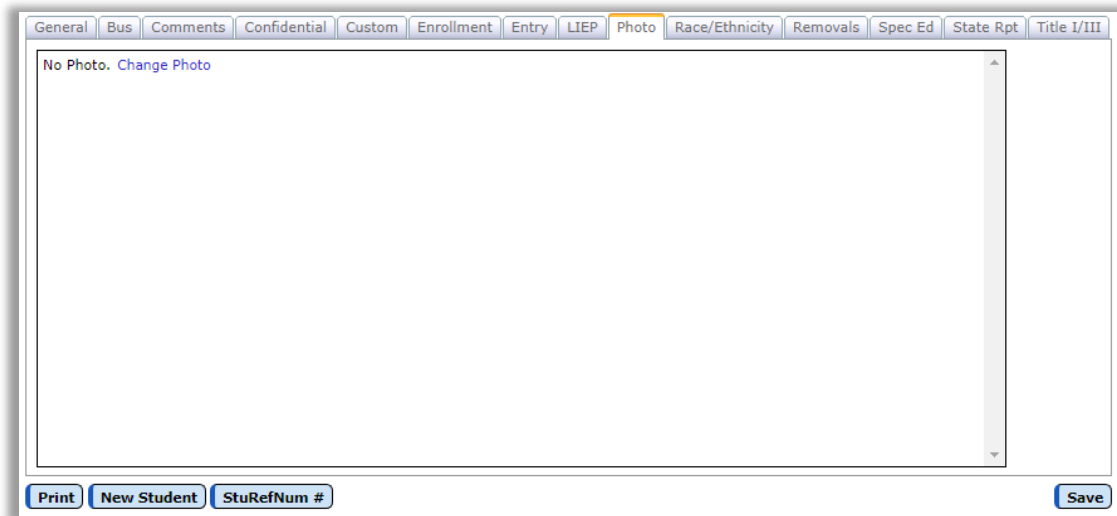 General Bus Comments Confidential Custom Enrollment Entry LIEP Photo Race/Ethnicity Removals Spec Ed State Rpt Title I/III
No Photo. Change Photo
Print New Student StuRefNum # Save